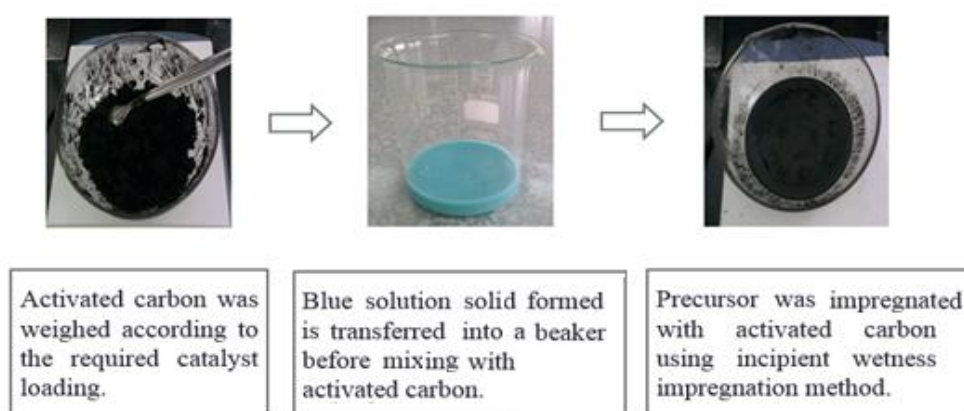 Activated carbon was
weighed according to
the required catalyst
loading.
Blue solution solid formed
is transferred into a beaker
before mixing with
activated carbon.
Precursor was impregnated
with activated carbon
using incipient wetness
impregnation method.